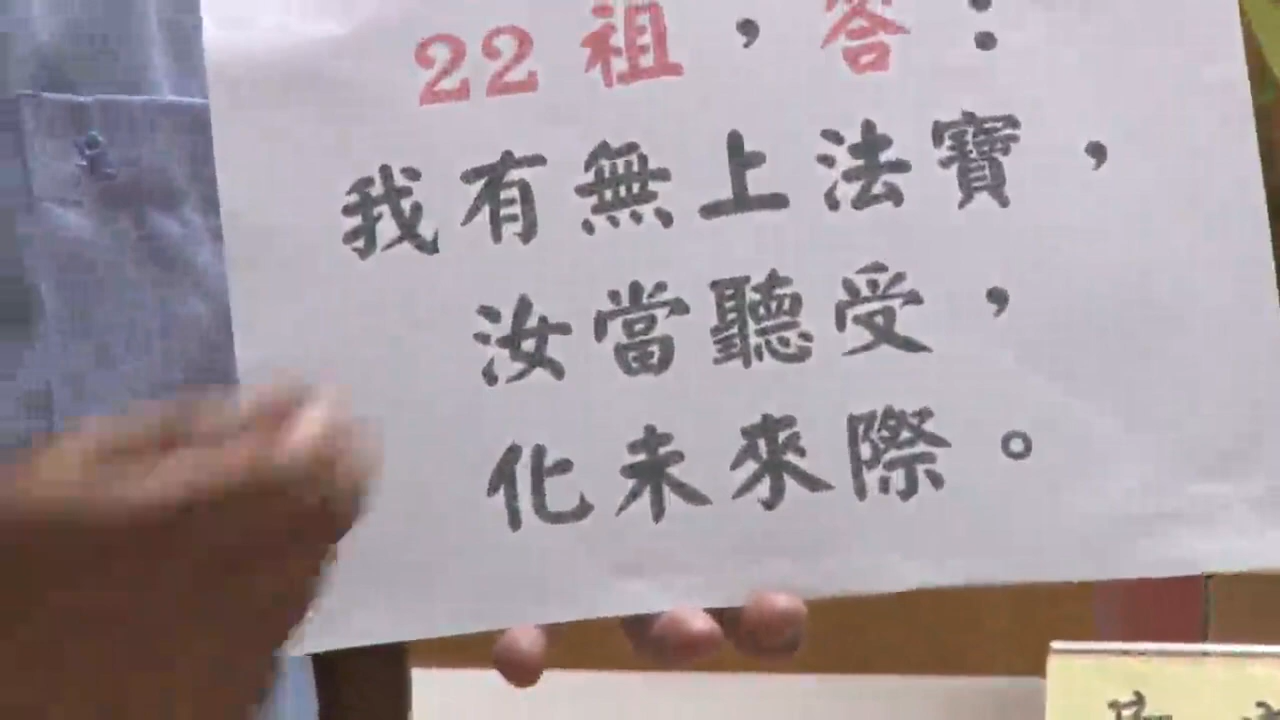 22祖，答：
我有無上法寶，
汝當聽受，
化未來際。